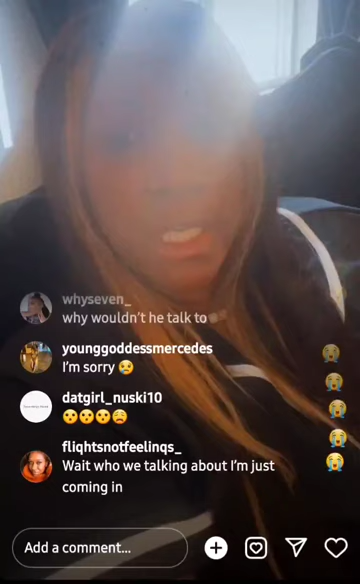 whyseven_
why wouldn't he talk to
younggoddessmercedes
I'm sorry 😢
datgirl_nuski10
😗😗😗😩
fliqhtsnotfeelinqs_
Wait who we talking about I'm just
coming in
Add a comment...